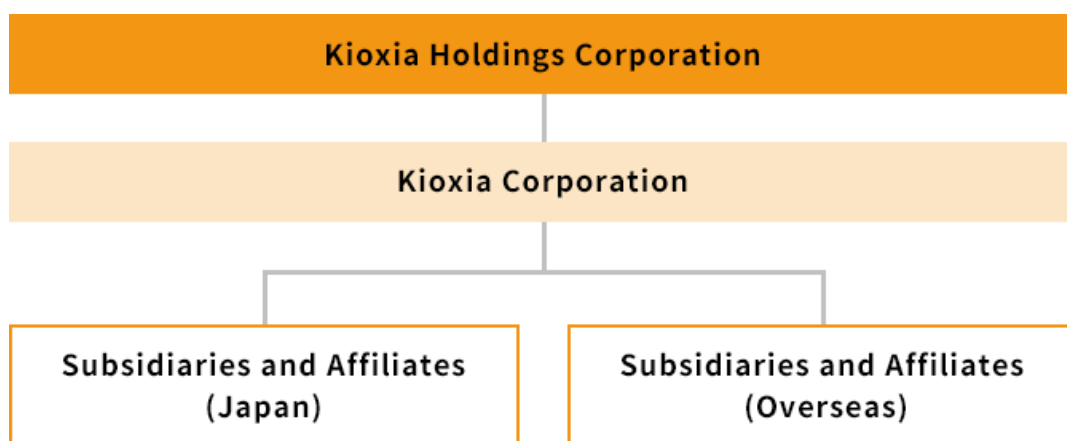 Kioxia Holdings Corporation
Kioxia Corporation
Subsidiaries and Affiliates
(Japan)
Subsidiaries and Affiliates
(Overseas)